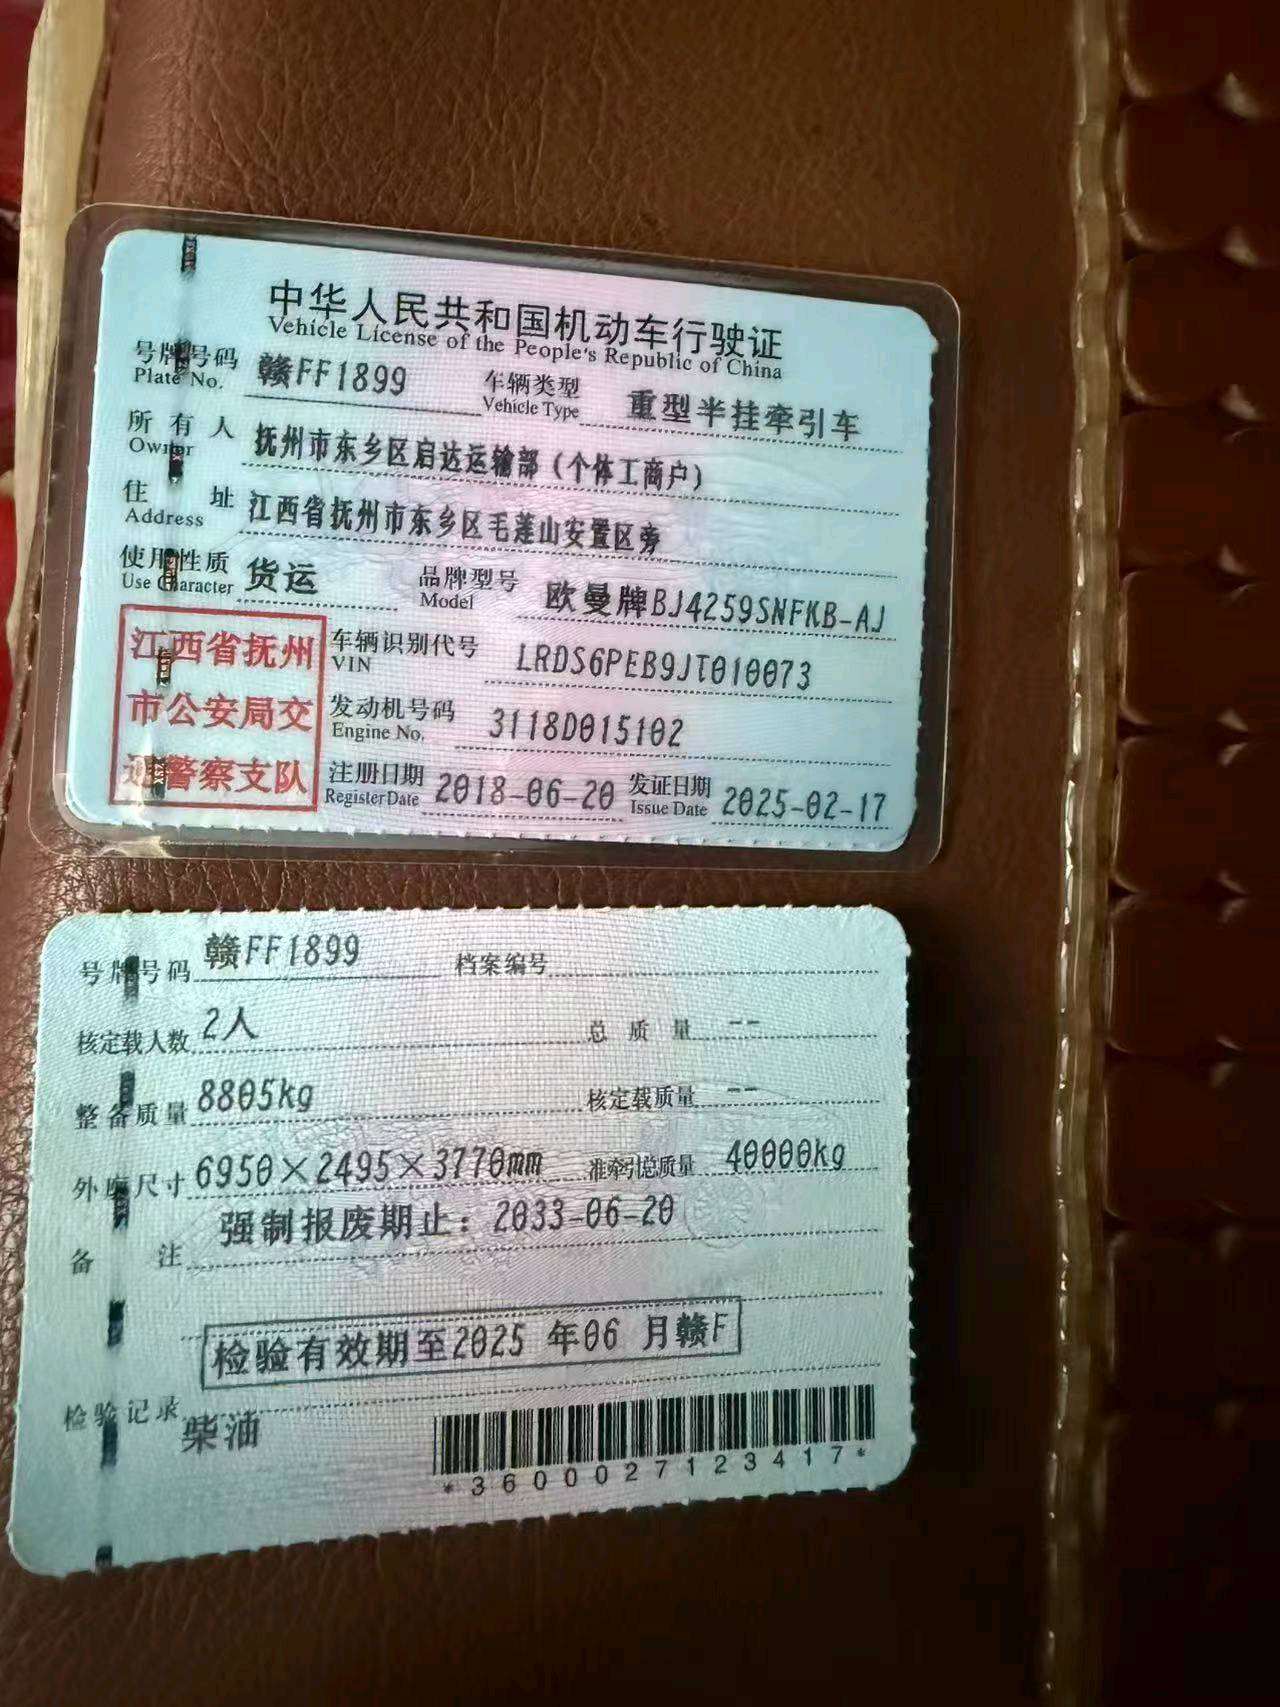 中华人民共和国机动车行驶证
Vehicle License of the People's Republic of China
号牌号码 赣FF1899 车辆类型 重型半挂牵引车
Plate No. Vehicle Type
所有人 抚州市东乡区启达运输部（个体工商户）
Owner
住址 江西省抚州市东乡区毛莲山安置区旁
Address
使用性质 货运 品牌型号 欧曼牌BJ4259SNFKB-AJ
Use Character Model
江西省抚州
市公安局交
通警察支队
车辆识别代号 LRDS6PEB9JT010073
VIN
发动机号码 3118D015102
Engine No.
注册日期 2018-06-20 发证日期 2025-02-17
Register Date Issue Date
号牌号码 赣FF1899 档案编号
核定载人数 2人 总质量 --
整备质量 8805kg 核定载质量 --
外廓尺寸 6950×2495×3770mm 准牵引总质量 40000kg
备注 强制报废期止：2033-06-20
检验有效期至2025 年06 月赣F
检验记录
柴油
*3600027123417*